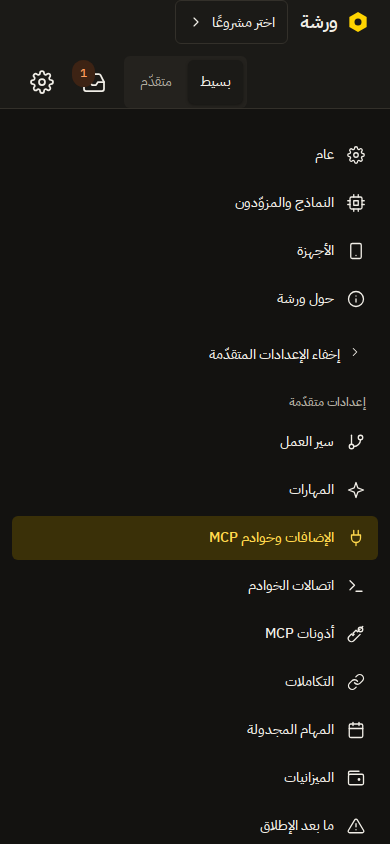 ورشة
اختر مشروعًا
بسيط
متقدّم
1
عام
النماذج والمزوّدون
الأجهزة
حول ورشة
إخفاء الإعدادات المتقدّمة
إعدادات متقدّمة
سير العمل
المهارات
الإضافات وخوادم MCP
اتصالات الخوادم
أذونات MCP
التكاملات
المهام المجدولة
الميزانيات
ما بعد الإطلاق